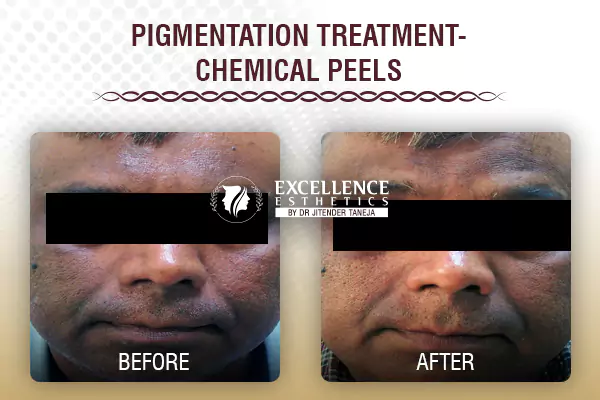 PIGMENTATION TREATMENT-
CHEMICAL PEELS
EXCELLENCE
ESTHETICS
BY DR JITENDER TANEJA
BEFORE
AFTER